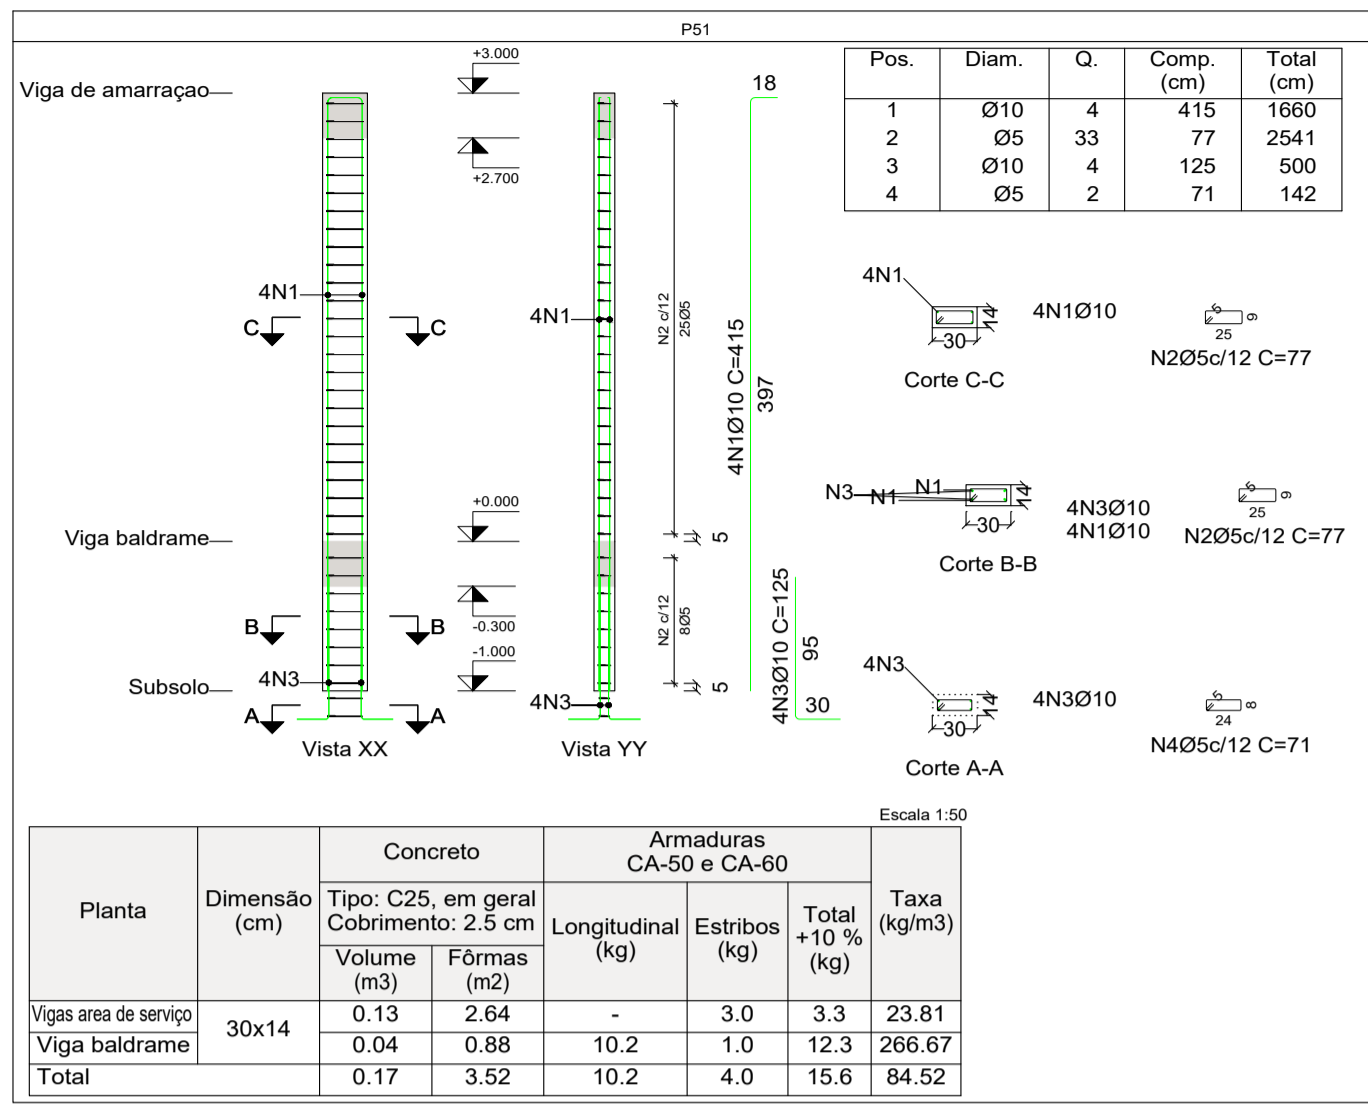 P51
Viga de amarraçao
+3.000
+2.700
18
4N1
C
C
4N1
N2 c/12
25Ø5
4N1Ø10 C=415
397
+0.000
Viga baldrame
5
B
B
-0.300
N2 c/12
8Ø5
-1.000
Subsolo
4N3
5
4N3Ø10 C=125
95
30
4N3
A
A
Vista XX
Vista YY
Pos. Diam. Q. Comp. (cm) Total (cm)
1 Ø10 4 415 1660
2 Ø5 33 77 2541
3 Ø10 4 125 500
4 Ø5 2 71 142
4N1
14
30
4N1Ø10
5
9
25
N2Ø5c/12 C=77
Corte C-C
N3
N1
N1
14
30
4N3Ø10
4N1Ø10
5
9
25
N2Ø5c/12 C=77
Corte B-B
4N3
14
30
4N3Ø10
5
8
24
N4Ø5c/12 C=71
Corte A-A
Escala 1:50
Planta
Dimensão
(cm)
Concreto
Tipo: C25, em geral
Cobrimento: 2.5 cm
Volume
(m3)
Fôrmas
(m2)
Armaduras
CA-50 e CA-60
Longitudinal
(kg)
Estribos
(kg)
Total
+10 %
(kg)
Taxa
(kg/m3)
Vigas area de serviço 30x14 0.13 2.64 - 3.0 3.3 23.81
Viga baldrame 0.04 0.88 10.2 1.0 12.3 266.67
Total 0.17 3.52 10.2 4.0 15.6 84.52